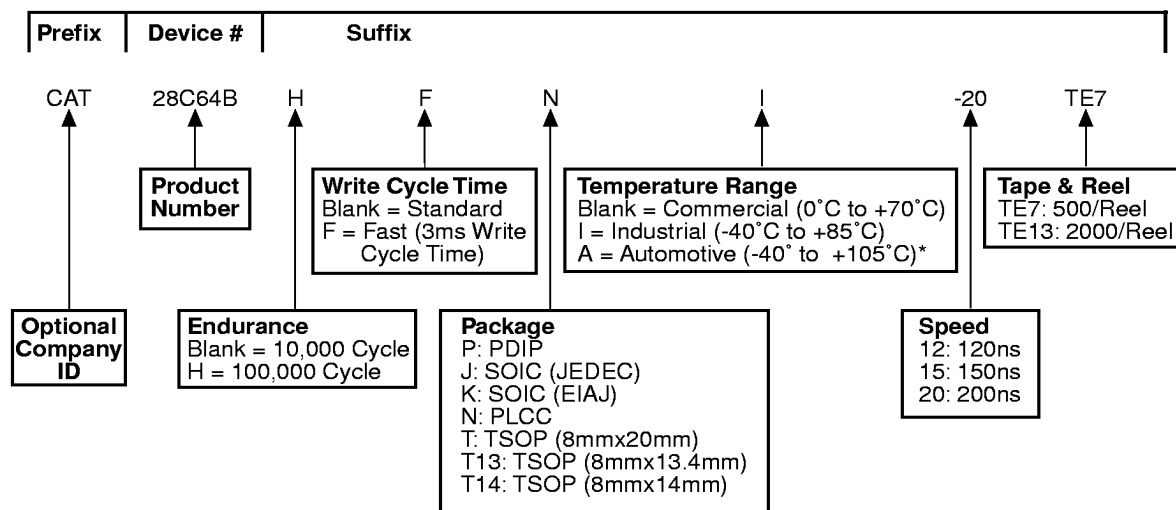 Prefix Device # Suffix
CAT 28C64B H F N I -20 TE7
Product
Number
Write Cycle Time
Blank = Standard
F = Fast (3ms Write
Cycle Time)
Temperature Range
Blank = Commercial (0˚C to +70˚C)
I = Industrial (-40˚C to +85˚C)
A = Automotive (-40˚ to +105˚C)*
Tape & Reel
TE7: 500/Reel
TE13: 2000/Reel
Optional
Company
ID
Endurance
Blank = 10,000 Cycle
H = 100,000 Cycle
Package
P: PDIP
J: SOIC (JEDEC)
K: SOIC (EIAJ)
N: PLCC
T: TSOP (8mmx20mm)
T13: TSOP (8mmx13.4mm)
T14: TSOP (8mmx14mm)
Speed
12: 120ns
15: 150ns
20: 200ns